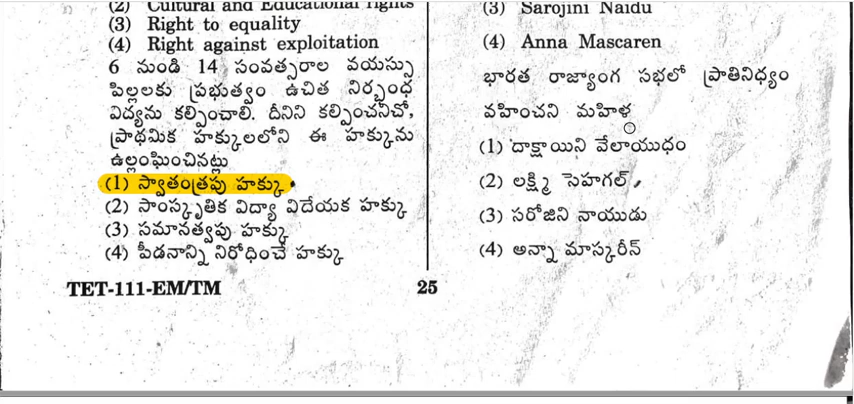 (2) Cultural and Educational rights
(3) Right to equality
(4) Right against exploitation
6 నుండి 14 సంవత్సరాల వయస్సు
పిల్లలకు ప్రభుత్వం ఉచిత నిర్బంధ
విద్యను కల్పించాలి. దీనిని కల్పించనిచో,
ప్రాథమిక హక్కులలోని ఈ హక్కును
ఉల్లంఘించినట్లు
(1) స్వాతంత్రపు హక్కు
(2) సాంస్కృతిక విద్యా విదేయక హక్కు
(3) సమానత్వపు హక్కు
(4) పీడనాన్ని నిరోధించే హక్కు
(3) Sarojini Naidu
(4) Anna Mascaren
భారత రాజ్యాంగ సభలో ప్రాతినిధ్యం
వహించని మహిళ
(1) దాక్షాయిని వేలాయుధం
(2) లక్ష్మి సెహగల్
(3) సరోజిని నాయుడు
(4) అన్నా మాస్కరీన్
TET-111-EM/TM 25